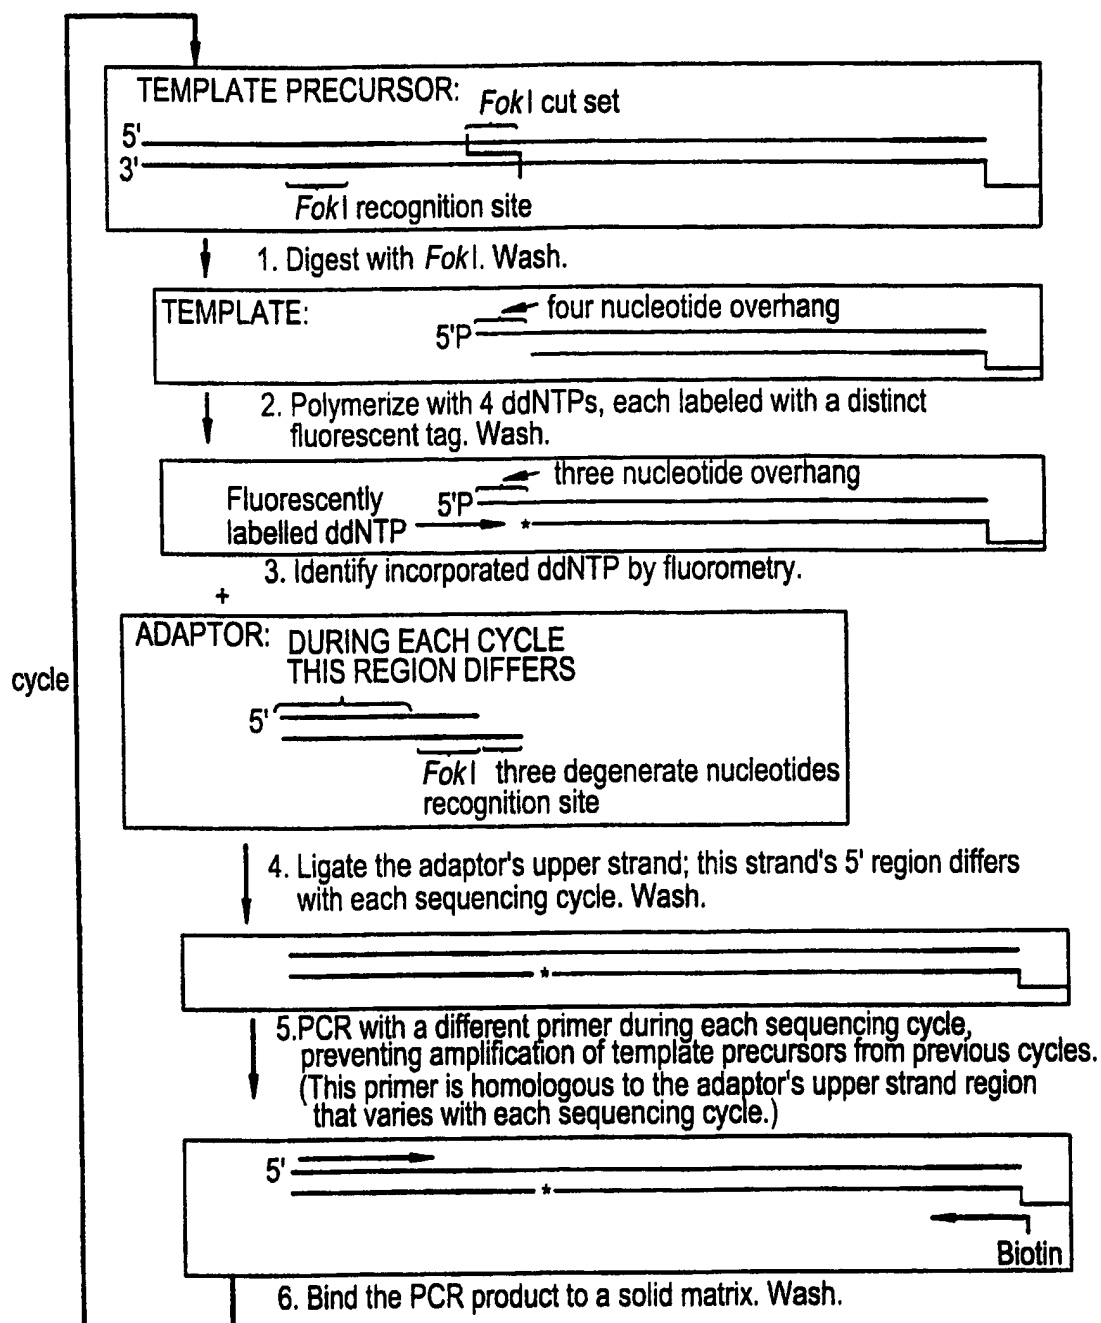 TEMPLATE PRECURSOR:
FokI cut set
5'
3'
FokI recognition site
1. Digest with FokI. Wash.
TEMPLATE:
four nucleotide overhang
5'P
2. Polymerize with 4 ddNTPs, each labeled with a distinct
fluorescent tag. Wash.
three nucleotide overhang
Fluorescently
5'P
labelled ddNTP
*
3. Identify incorporated ddNTP by fluorometry.
+
ADAPTOR: DURING EACH CYCLE
THIS REGION DIFFERS
cycle
5'
FokI three degenerate nucleotides
recognition site
4. Ligate the adaptor's upper strand; this strand's 5' region differs
with each sequencing cycle. Wash.
*
5.PCR with a different primer during each sequencing cycle,
preventing amplification of template precursors from previous cycles.
(This primer is homologous to the adaptor's upper strand region
that varies with each sequencing cycle.)
5'
*
Biotin
6. Bind the PCR product to a solid matrix. Wash.